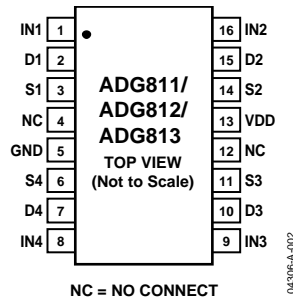 IN1 1 16 IN2
D1 2 15 D2
S1 3 14 S2
NC 4 13 VDD
GND 5 12 NC
S4 6 11 S3
D4 7 10 D3
IN4 8 9 IN3
ADG811/
ADG812/
ADG813
TOP VIEW
(Not to Scale)
NC = NO CONNECT
04306-A-002